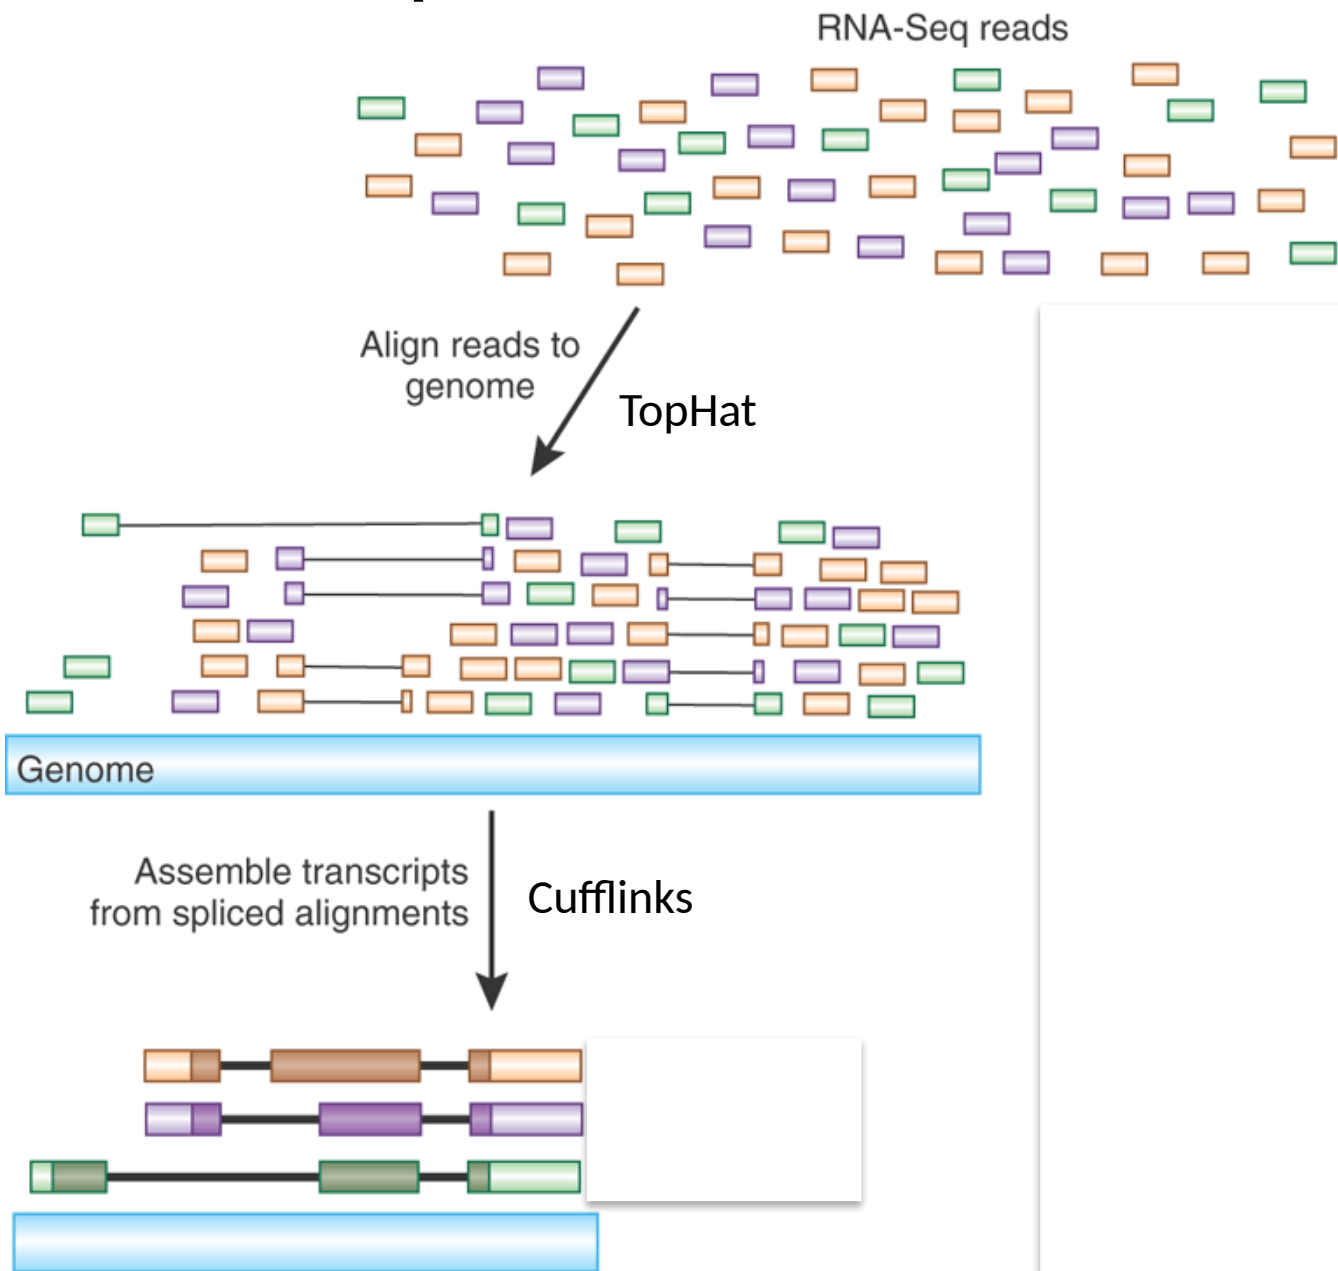 RNA-Seq reads
Align reads to
genome
TopHat
Genome
Assemble transcripts
from spliced alignments
Cufflinks